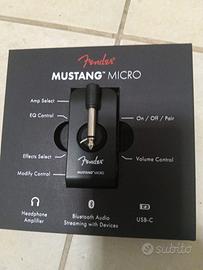 Fender
MUSTANG™ MICRO
Amp Select
EQ Control
On / Off / Pair
Effects Select
Volume Control
Modify Control
Fender
MUSTANG MICRO
Headphone
Amplifier
Bluetooth Audio
Streaming with Devices
USB-C
subito